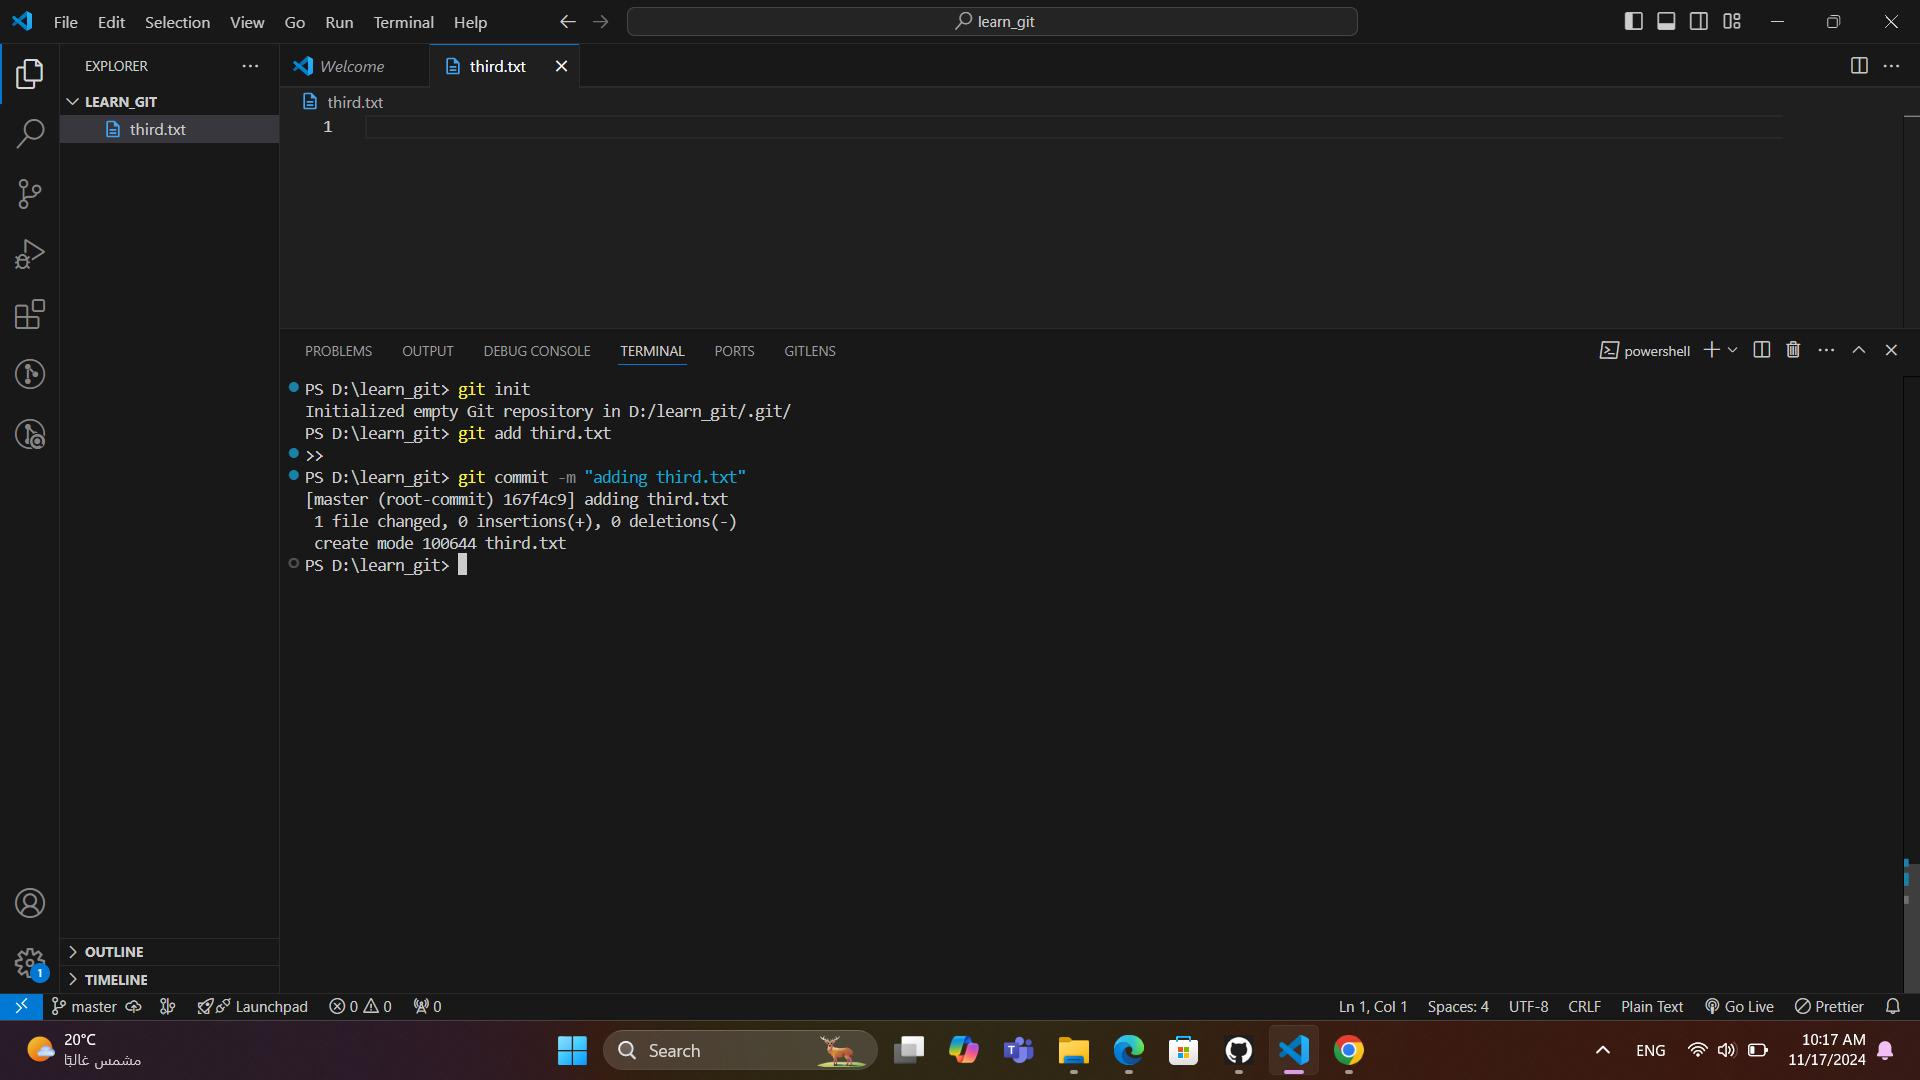 File Edit Selection View Go Run Terminal Help
learn_git
EXPLORER
Welcome
third.txt
LEARN_GIT
third.txt
third.txt
1
PROBLEMS OUTPUT DEBUG CONSOLE TERMINAL PORTS GITLENS
powershell
PS D:\learn_git> git init
Initialized empty Git repository in D:/learn_git/.git/
PS D:\learn_git> git add third.txt
>>
PS D:\learn_git> git commit -m "adding third.txt"
[master (root-commit) 167f4c9] adding third.txt
1 file changed, 0 insertions(+), 0 deletions(-)
create mode 100644 third.txt
PS D:\learn_git>
OUTLINE
TIMELINE
1
master Launchpad 0 0 0
Ln 1, Col 1 Spaces: 4 UTF-8 CRLF Plain Text Go Live Prettier
20°C
مشمس غالبًا
Search
ENG
10:17 AM
11/17/2024